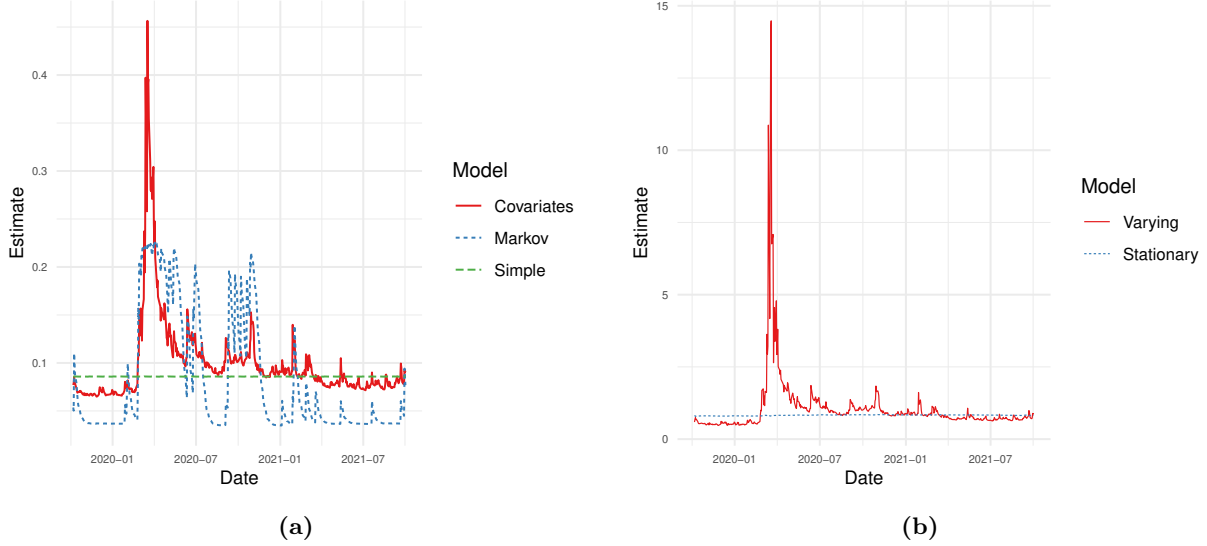 0.4
0.3
0.2
0.1
Estimate
2020−01
2020−07
2021−01
2021−07
Date
Model
Covariates
Markov
Simple
(a)
15
10
5
0
Estimate
2020−01
2020−07
2021−01
2021−07
Date
Model
Varying
Stationary
(b)